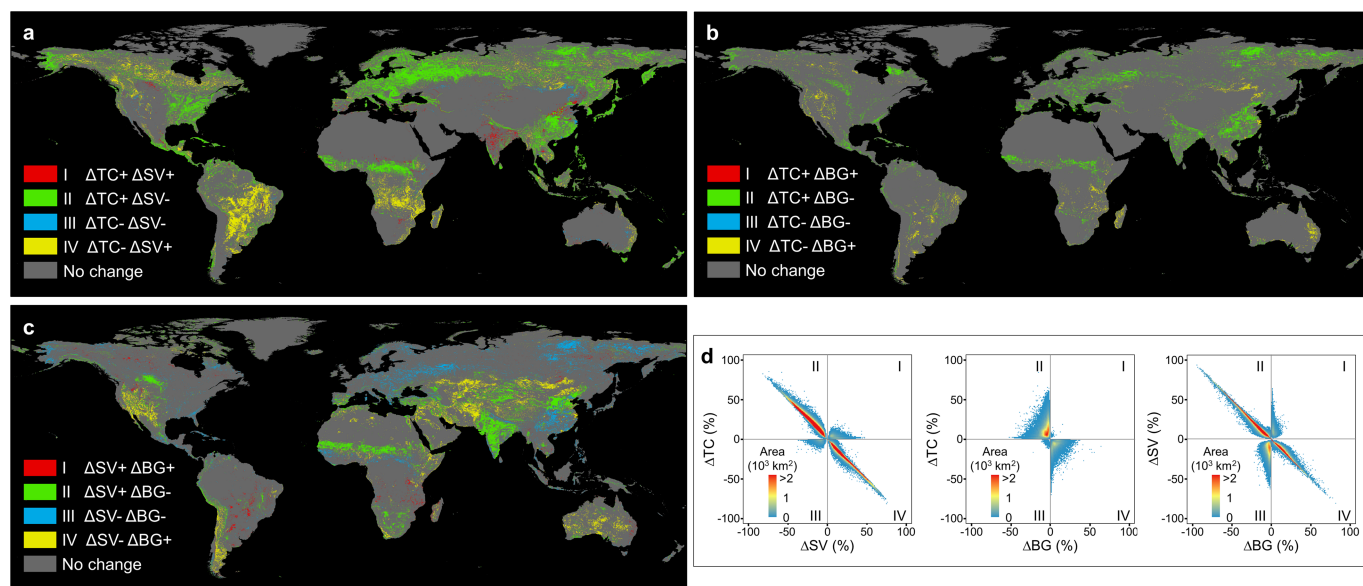 a
I ΔTC+ ΔSV+
II ΔTC+ ΔSV-
III ΔTC- ΔSV-
IV ΔTC- ΔSV+
No change
b
I ΔTC+ ΔBG+
II ΔTC+ ΔBG-
III ΔTC- ΔBG-
IV ΔTC- ΔBG+
No change
c
I ΔSV+ ΔBG+
II ΔSV+ ΔBG-
III ΔSV- ΔBG-
IV ΔSV- ΔBG+
No change
d
100
50
0
-50
-100
ΔTC (%)
II I
III IV
Area
(10³ km²)
>2
1
0
-100 -50 0 50 100
ΔSV (%)
100
50
0
-50
-100
ΔTC (%)
II I
III IV
Area
(10³ km²)
>2
1
0
-100 -50 0 50 100
ΔBG (%)
100
50
0
-50
-100
ΔSV (%)
II I
III IV
Area
(10³ km²)
>2
1
0
-100 -50 0 50 100
ΔBG (%)